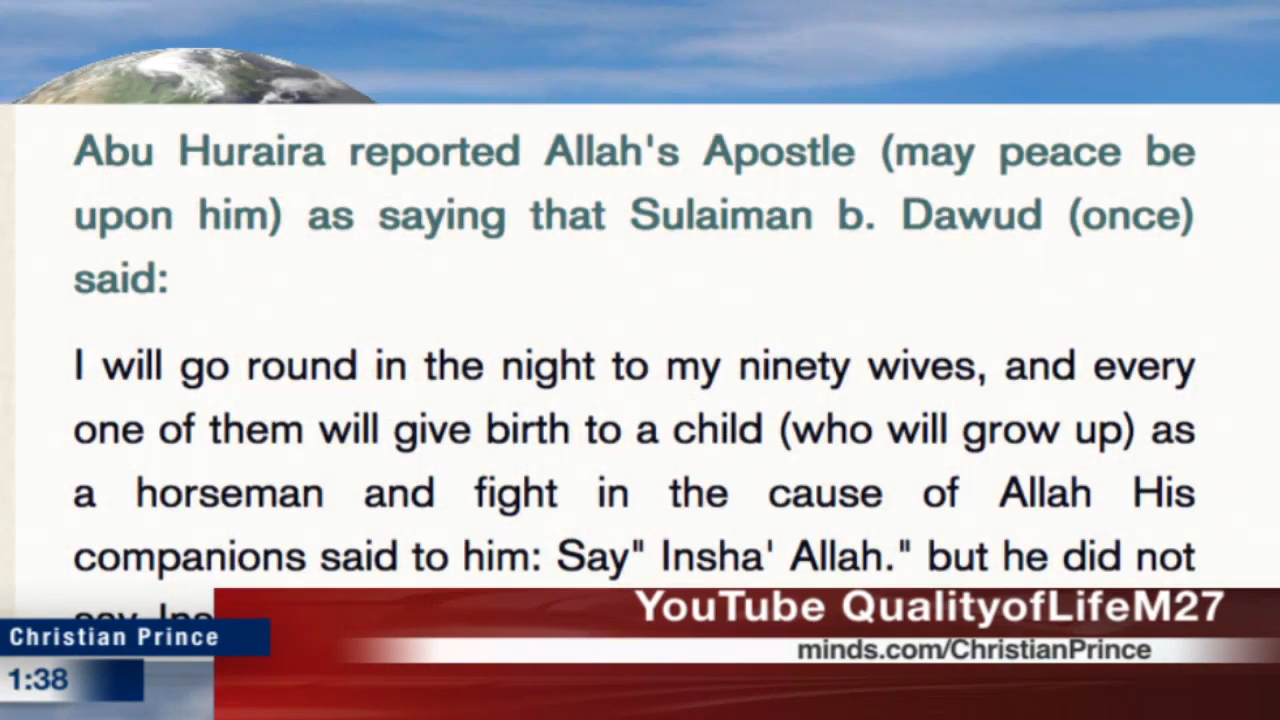 Abu Huraira reported Allah's Apostle (may peace be
upon him) as saying that Sulaiman b. Dawud (once)
said:
I will go round in the night to my ninety wives, and every
one of them will give birth to a child (who will grow up) as
a horseman and fight in the cause of Allah His
companions said to him: Say" Insha' Allah." but he did not
YouTube QualityofLifeM27
Christian Prince
minds.com/ChristianPrince
1:38